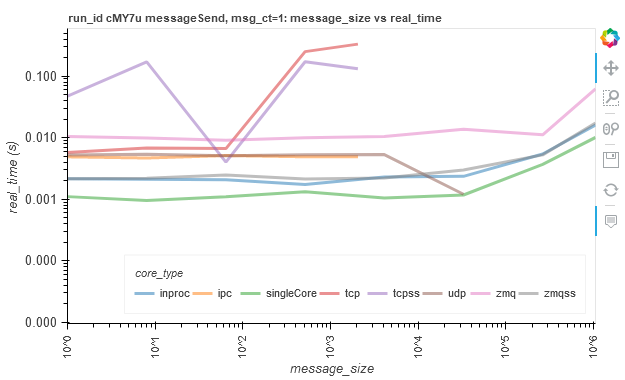 run_id cMY7u messageSend, msg_ct=1: message_size vs real_time
real_time (s)
0.100
0.010
0.001
0.000
0.000
core_type
inproc ipc singleCore tcp tcpss udp zmq zmqss
10^0 10^1 10^2 10^3 10^4 10^5 10^6
message_size